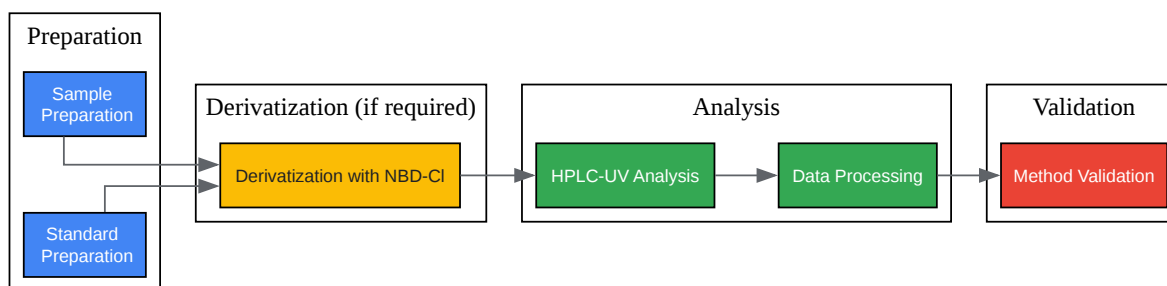 Preparation
Sample
Preparation
Standard
Preparation
Derivatization (if required)
Derivatization with NBD-Cl
Analysis
HPLC-UV Analysis
Data Processing
Validation
Method Validation